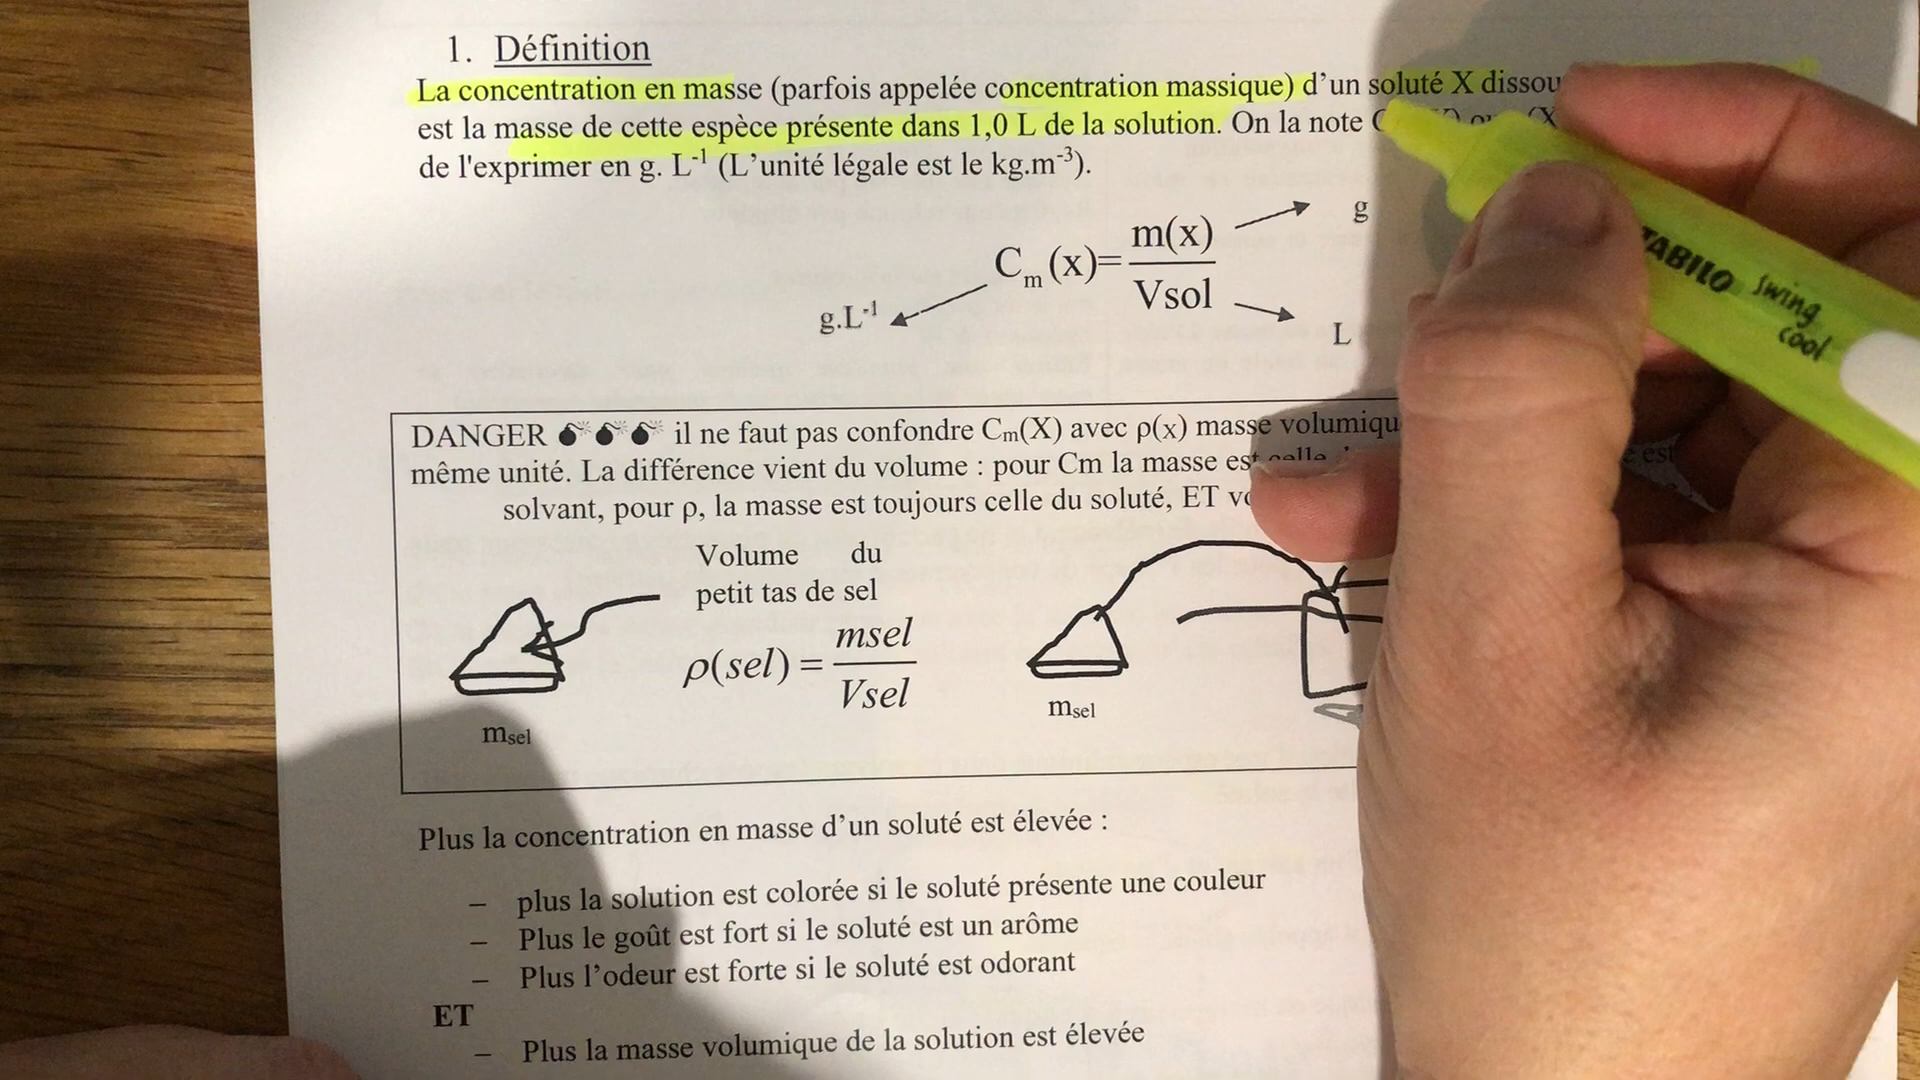 1. Définition
La concentration en masse (parfois appelée concentration massique) d'un soluté X dissou
est la masse de cette espèce présente dans 1,0 L de la solution. On la note
de l'exprimer en g. L⁻¹ (L'unité légale est le kg.m⁻³).
g
Cₘ (x)= m(x) / Vsol
g.L⁻¹
L
DANGER 💣💣💣 il ne faut pas confondre Cm(X) avec ρ(x) masse volumiqu
même unité. La différence vient du volume : pour Cm la masse est
solvant, pour ρ, la masse est toujours celle du soluté, ET
Volume du
petit tas de sel
ρ(sel) = msel / Vsel
msel
msel
Plus la concentration en masse d'un soluté est élevée :
– plus la solution est colorée si le soluté présente une couleur
– Plus le goût est fort si le soluté est un arôme
– Plus l'odeur est forte si le soluté est odorant
ET
– Plus la masse volumique de la solution est élevée
TABILO swing
cool